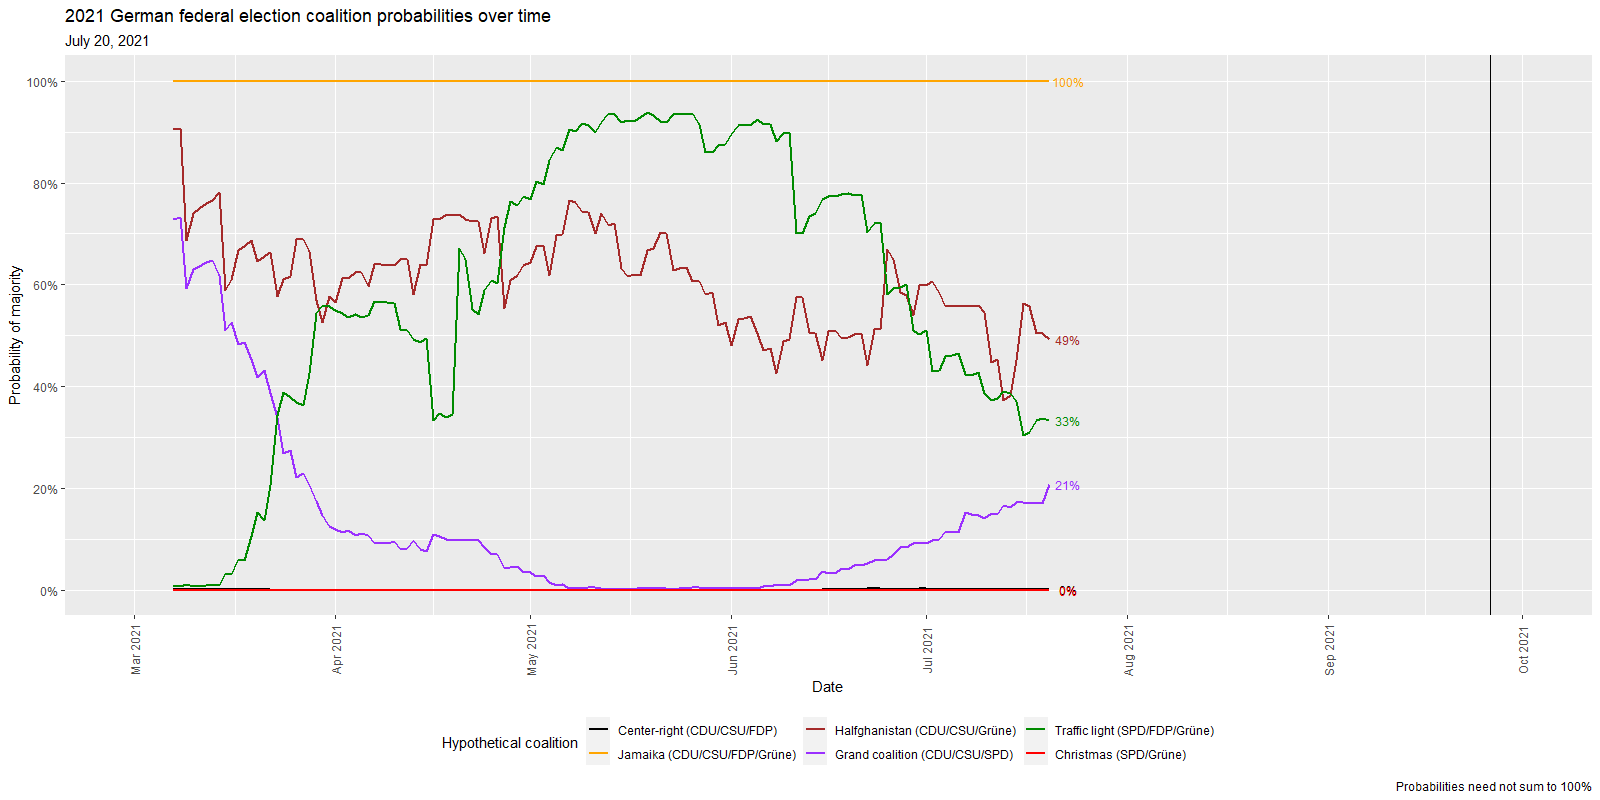 2021 German federal election coalition probabilities over time
July 20, 2021
Probability of majority
100%
80%
60%
40%
20%
0%
100%
49%
33%
21%
0%
Mar 2021
Apr 2021
May 2021
Jun 2021
Jul 2021
Aug 2021
Sep 2021
Oct 2021
Date
Hypothetical coalition
Center-right (CDU/CSU/FDP)
Halfghanistan (CDU/CSU/Grüne)
Traffic light (SPD/FDP/Grüne)
Jamaika (CDU/CSU/FDP/Grüne)
Grand coalition (CDU/CSU/SPD)
Christmas (SPD/Grüne)
Probabilities need not sum to 100%